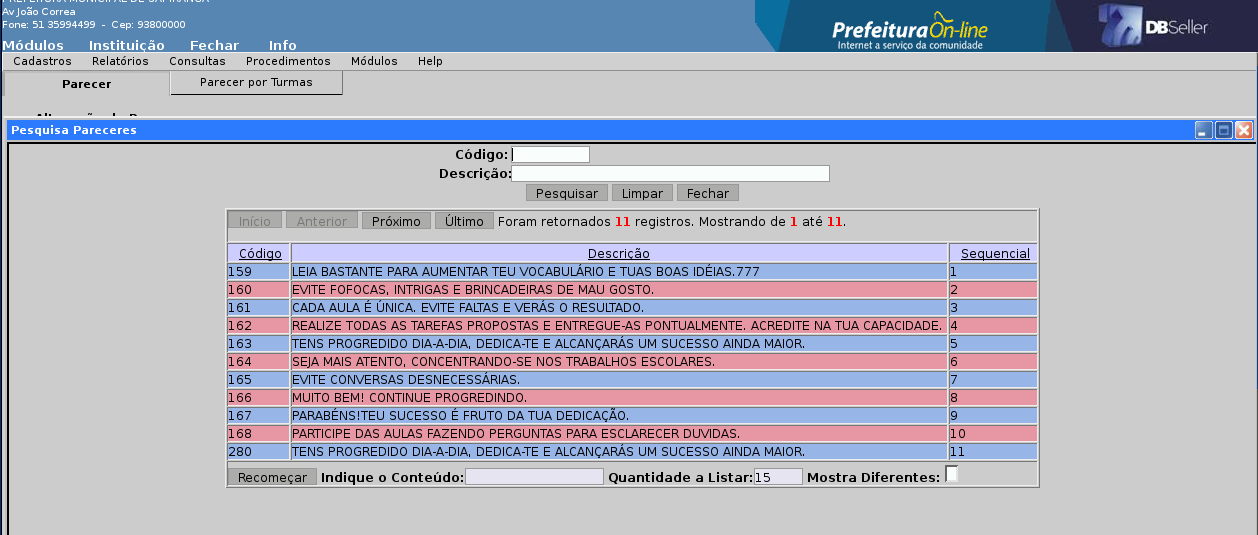 Av João Correa
Fone: 51 35994499 - Cep: 93800000
PrefeituraOn-line
Internet a serviço da comunidade
DBSeller
Módulos Instituição Fechar Info
Cadastros Relatórios Consultas Procedimentos Módulos Help
Parecer Parecer por Turmas
Pesquisa Pareceres
Código:
Descrição:
Pesquisar Limpar Fechar
Início Anterior Próximo Último Foram retornados 11 registros. Mostrando de 1 até 11.
Código Descrição Sequencial
159 LEIA BASTANTE PARA AUMENTAR TEU VOCABULÁRIO E TUAS BOAS IDÉIAS.777 1
160 EVITE FOFOCAS, INTRIGAS E BRINCADEIRAS DE MAU GOSTO. 2
161 CADA AULA É ÚNICA. EVITE FALTAS E VERÁS O RESULTADO. 3
162 REALIZE TODAS AS TAREFAS PROPOSTAS E ENTREGUE-AS PONTUALMENTE. ACREDITE NA TUA CAPACIDADE. 4
163 TENS PROGREDIDO DIA-A-DIA, DEDICA-TE E ALCANÇARÁS UM SUCESSO AINDA MAIOR. 5
164 SEJA MAIS ATENTO, CONCENTRANDO-SE NOS TRABALHOS ESCOLARES. 6
165 EVITE CONVERSAS DESNECESSÁRIAS. 7
166 MUITO BEM! CONTINUE PROGREDINDO. 8
167 PARABÉNS!TEU SUCESSO É FRUTO DA TUA DEDICAÇÃO. 9
168 PARTICIPE DAS AULAS FAZENDO PERGUNTAS PARA ESCLARECER DUVIDAS. 10
280 TENS PROGREDIDO DIA-A-DIA, DEDICA-TE E ALCANÇARÁS UM SUCESSO AINDA MAIOR. 11
Recomeçar Indique o Conteúdo: Quantidade a Listar: 15 Mostra Diferentes: